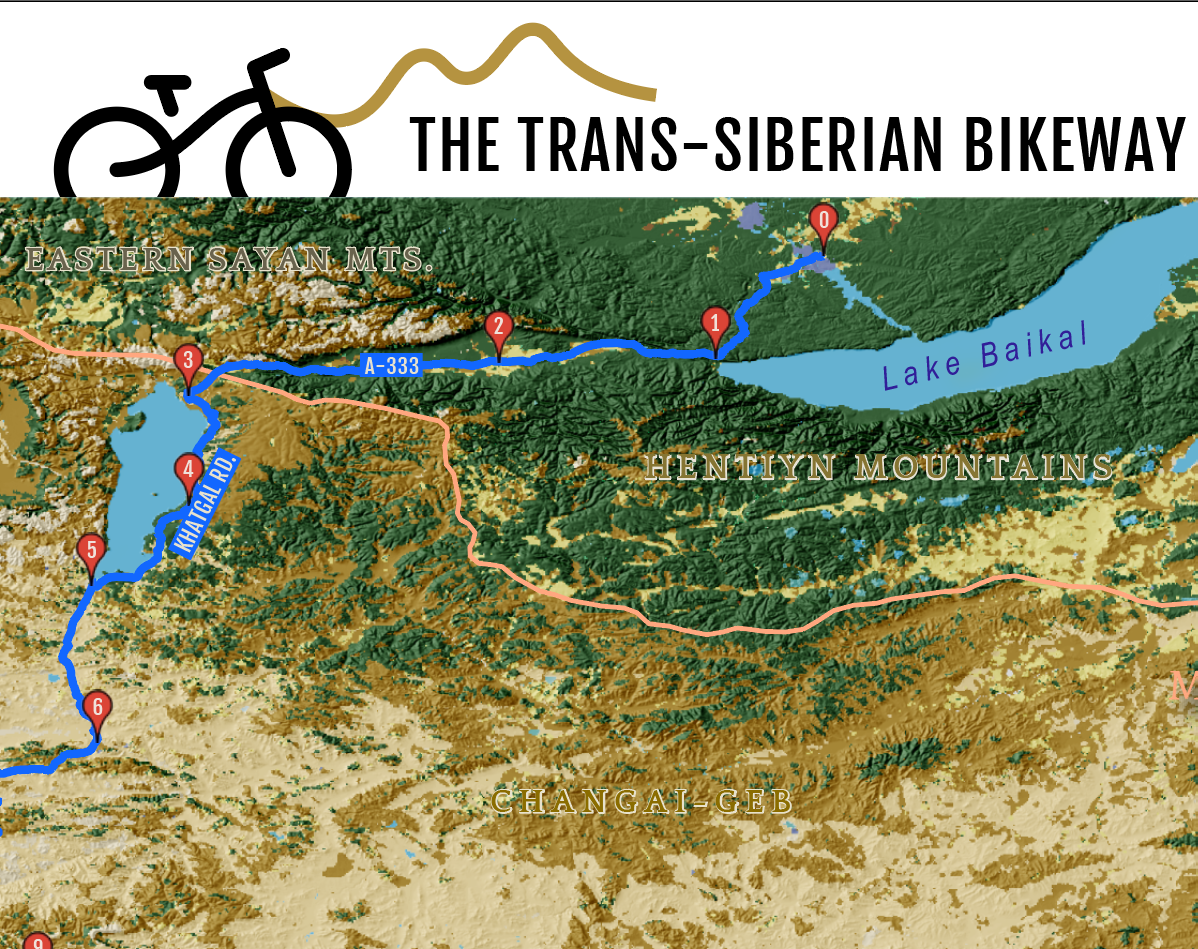 THE TRANS-SIBERIAN BIKEWAY
0
EASTERN SAYAN MTS.
1
2
Lake Baikal
3
A-333
4
KHATGAL RD.
HENTIYN MOUNTAINS
5
M
6
CHANGAI-GEB
9